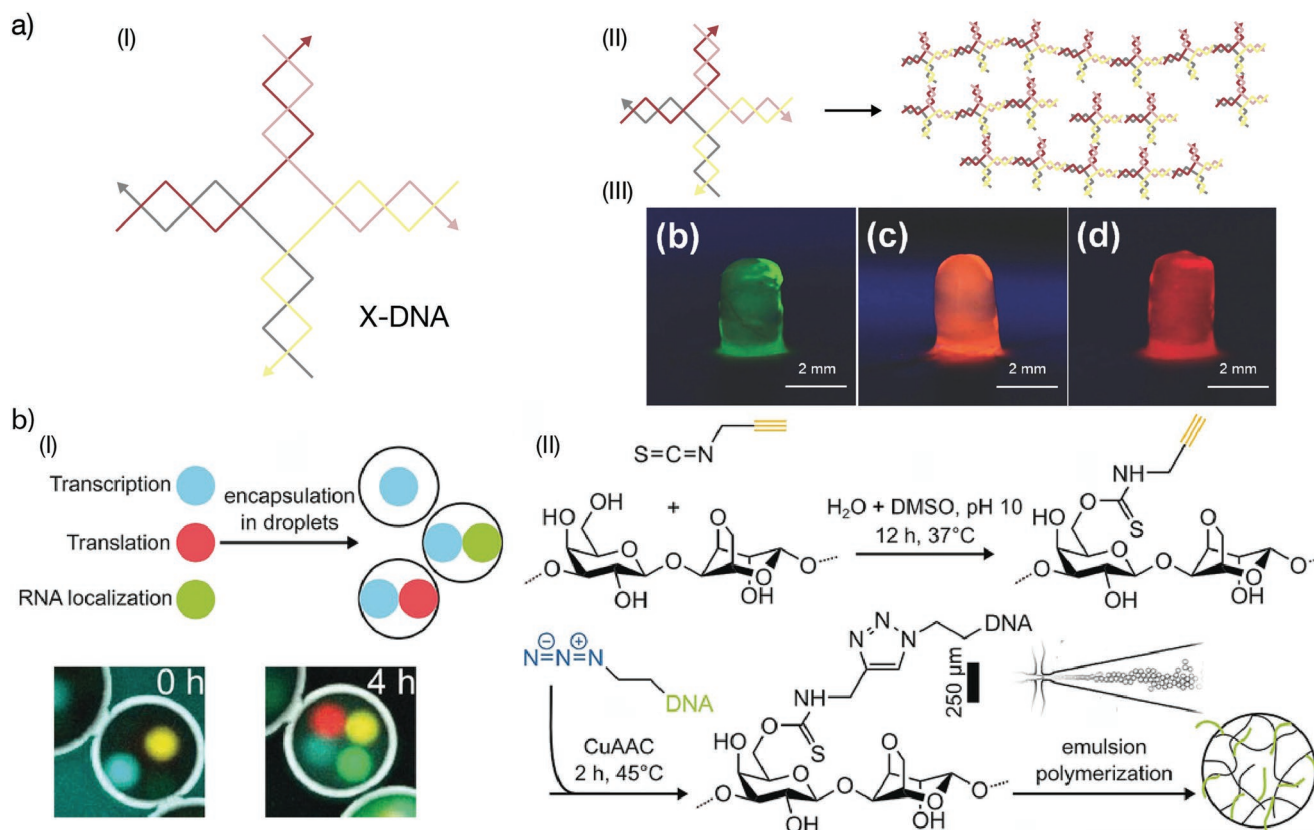 a)
(I)
X-DNA
(II)
(III)
(b)
2 mm
(c)
2 mm
(d)
2 mm
b)
(I)
Transcription
Translation
RNA localization
encapsulation
in droplets
0 h
4 h
(II)
S=C=N
+
HO
OH
O
O
OH
O
O
OH
O
H₂O + DMSO, pH 10
12 h, 37°C
NH
O
S
HO
O
O
OH
O
O
O
OH
O
N=N=N
DNA
CuAAC
2 h, 45°C
N=N
N
DNA
NH
O
S
HO
O
O
OH
O
O
O
OH
O
250 µm
emulsion
polymerization